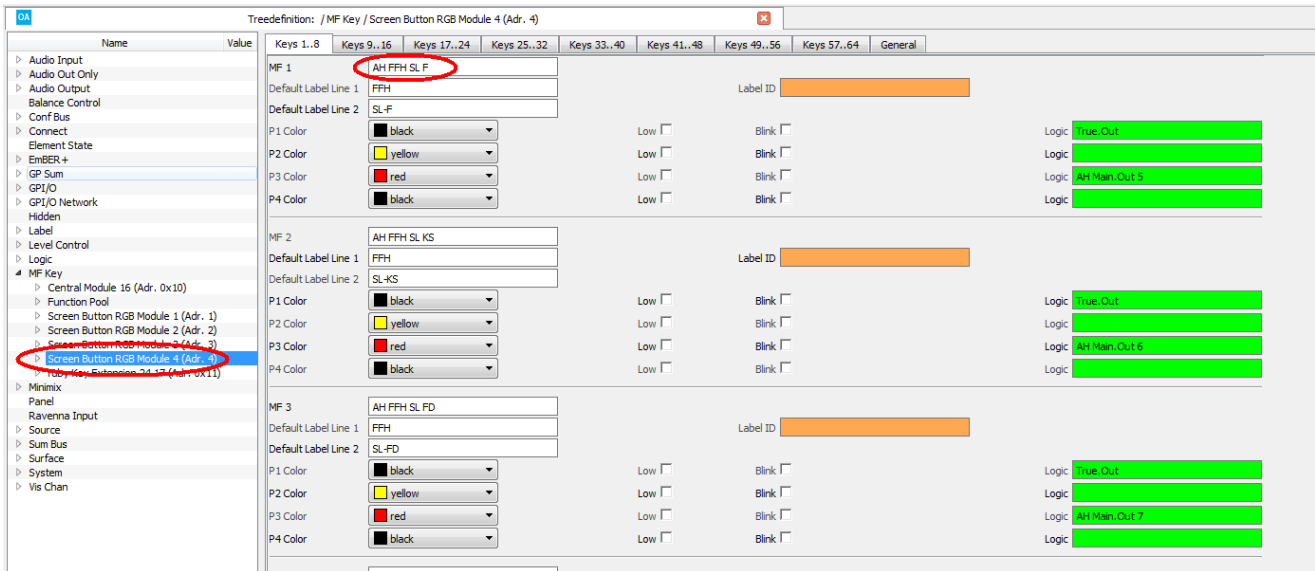 OA
Treedefinition: / MF Key / Screen Button RGB Module 4 (Adr. 4)
Name Value
Audio Input
Audio Out Only
Audio Output
Balance Control
Conf Bus
Connect
Element State
EmBER+
GP Sum
GPI/O
GPI/O Network
Hidden
Label
Level Control
Logic
MF Key
Central Module 16 (Adr. 0x10)
Function Pool
Screen Button RGB Module 1 (Adr. 1)
Screen Button RGB Module 2 (Adr. 2)
Screen Button RGB Module 3 (Adr. 3)
Screen Button RGB Module 4 (Adr. 4)
ruby Key Extension 24 17 (Adr. 0x11)
Minimix
Panel
Ravenna Input
Source
Sum Bus
Surface
System
Vis Chan
Keys 1..8 Keys 9..16 Keys 17..24 Keys 25..32 Keys 33..40 Keys 41..48 Keys 49..56 Keys 57..64 General
MF 1 AH FFH SL F
Default Label Line 1 FFH Label ID
Default Label Line 2 SL-F
P1 Color black Low Blink Logic True.Out
P2 Color yellow Low Blink Logic
P3 Color red Low Blink Logic AH Main.Out 5
P4 Color black Low Blink Logic
MF 2 AH FFH SL KS
Default Label Line 1 FFH Label ID
Default Label Line 2 SL-KS
P1 Color black Low Blink Logic True.Out
P2 Color yellow Low Blink Logic
P3 Color red Low Blink Logic AH Main.Out 6
P4 Color black Low Blink Logic
MF 3 AH FFH SL FD
Default Label Line 1 FFH Label ID
Default Label Line 2 SL-FD
P1 Color black Low Blink Logic True.Out
P2 Color yellow Low Blink Logic
P3 Color red Low Blink Logic AH Main.Out 7
P4 Color black Low Blink Logic